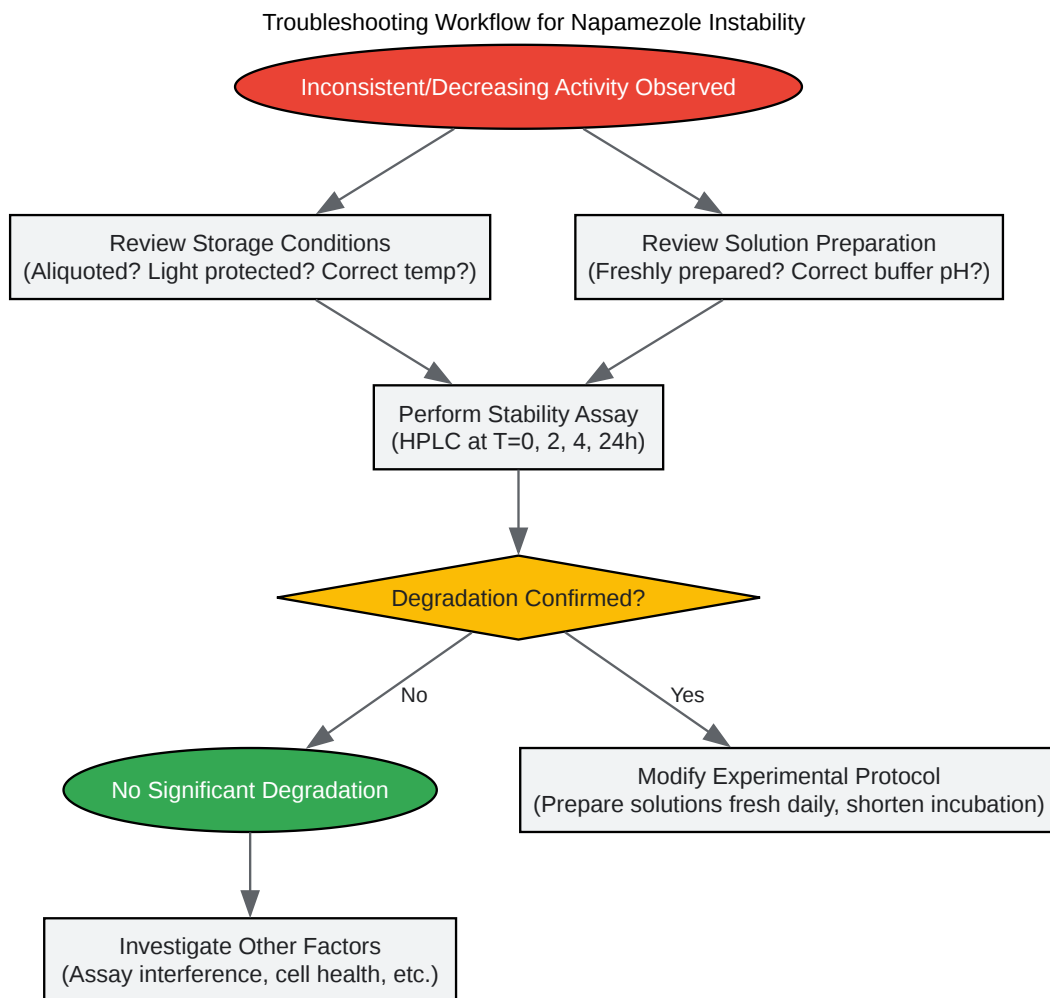 Troubleshooting Workflow for Napamezole Instability
Inconsistent/Decreasing Activity Observed
Review Storage Conditions
(Aliquoted? Light protected? Correct temp?)
Review Solution Preparation
(Freshly prepared? Correct buffer pH?)
Perform Stability Assay
(HPLC at T=0, 2, 4, 24h)
Degradation Confirmed?
No
Yes
No Significant Degradation
Modify Experimental Protocol
(Prepare solutions fresh daily, shorten incubation)
Investigate Other Factors
(Assay interference, cell health, etc.)